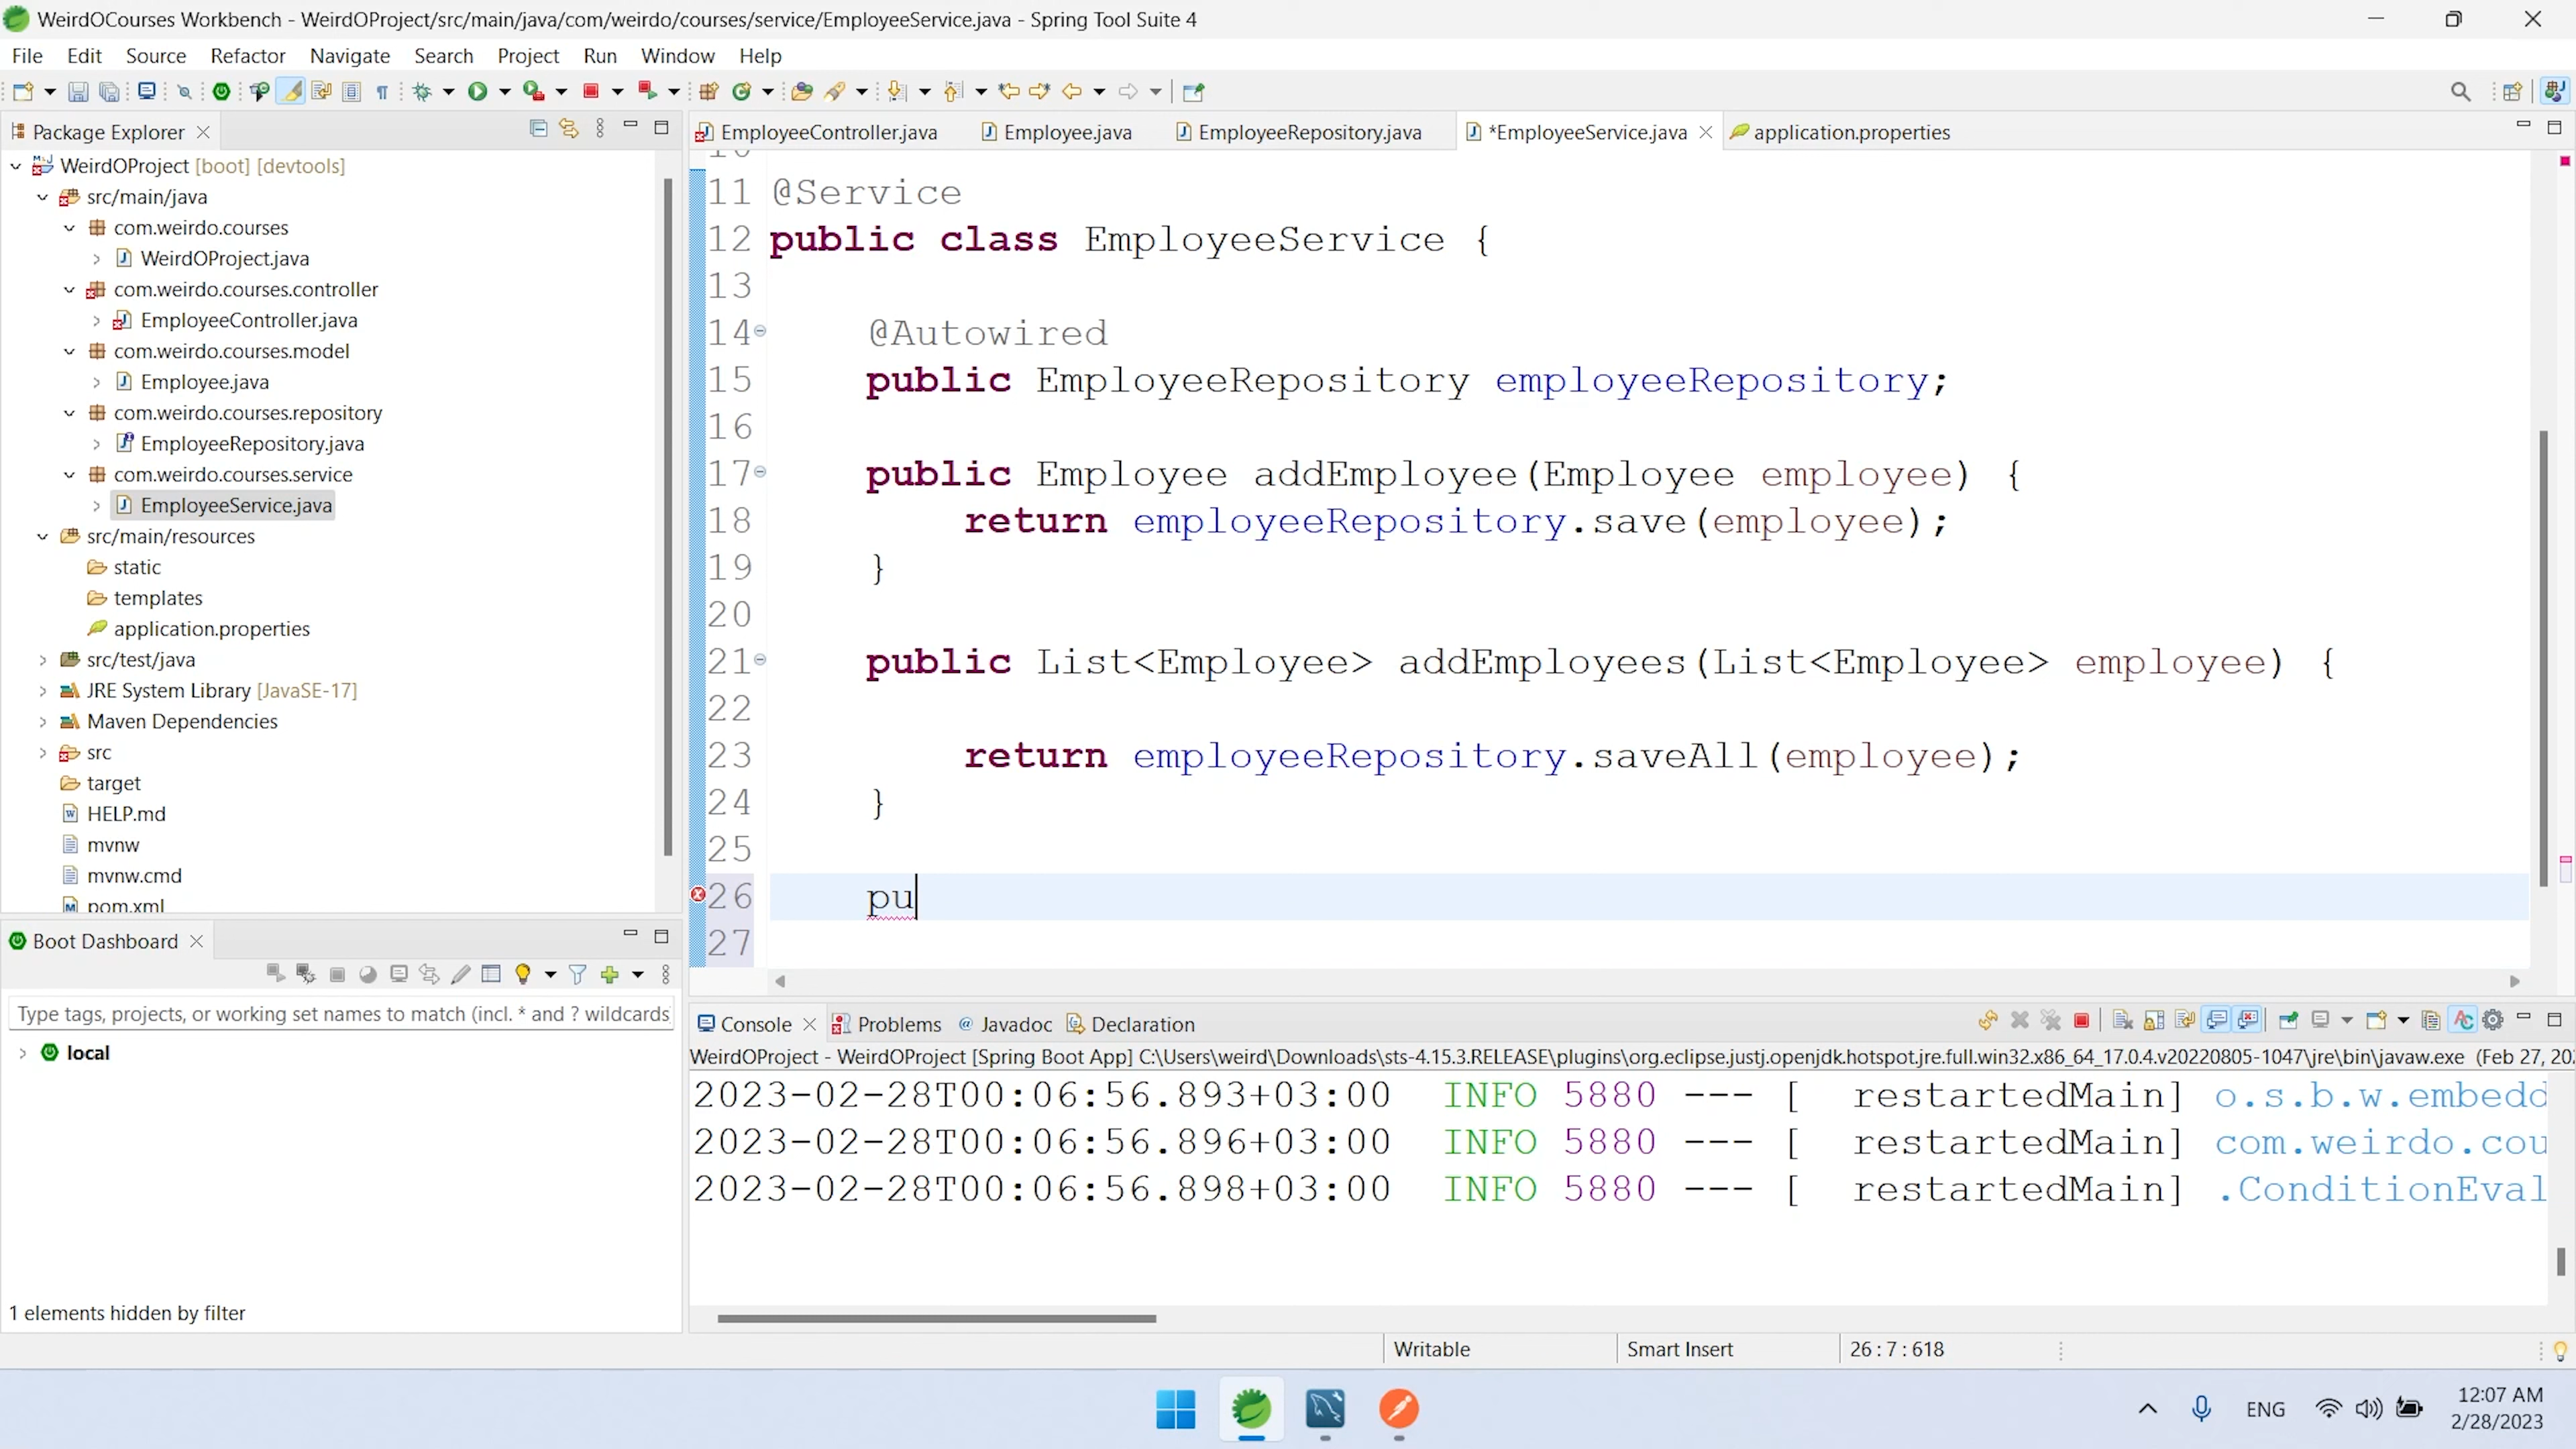 WeirdOCourses Workbench - WeirdOProject/src/main/java/com/weirdo/courses/service/EmployeeService.java - Spring Tool Suite 4
File Edit Source Refactor Navigate Search Project Run Window Help
Package Explorer
WeirdOProject [boot] [devtools]
src/main/java
com.weirdo.courses
WeirdOProject.java
com.weirdo.courses.controller
EmployeeController.java
com.weirdo.courses.model
Employee.java
com.weirdo.courses.repository
EmployeeRepository.java
com.weirdo.courses.service
EmployeeService.java
src/main/resources
static
templates
application.properties
src/test/java
JRE System Library [JavaSE-17]
Maven Dependencies
src
target
HELP.md
mvnw
mvnw.cmd
pom.xml
Boot Dashboard
Type tags, projects, or working set names to match (incl. * and ? wildcards
local
1 elements hidden by filter
EmployeeController.java Employee.java EmployeeRepository.java *EmployeeService.java application.properties
10
11 @Service
12 public class EmployeeService {
13
14 @Autowired
15 public EmployeeRepository employeeRepository;
16
17 public Employee addEmployee(Employee employee) {
18 return employeeRepository.save(employee);
19 }
20
21 public List<Employee> addEmployees(List<Employee> employee) {
22
23 return employeeRepository.saveAll(employee);
24 }
25
26 pu
27
Console Problems @ Javadoc Declaration
WeirdOProject - WeirdOProject [Spring Boot App] C:\Users\weird\Downloads\sts-4.15.3.RELEASE\plugins\org.eclipse.justj.openjdk.hotspot.jre.full.win32.x86_64_17.0.4.v20220805-1047\jre\bin\javaw.exe (Feb 27, 20
2023-02-28T00:06:56.893+03:00 INFO 5880 --- [ restartedMain] o.s.b.w.embedd
2023-02-28T00:06:56.896+03:00 INFO 5880 --- [ restartedMain] com.weirdo.cou
2023-02-28T00:06:56.898+03:00 INFO 5880 --- [ restartedMain] .ConditionEval
Writable Smart Insert 26 : 7 : 618
ENG
12:07 AM
2/28/2023